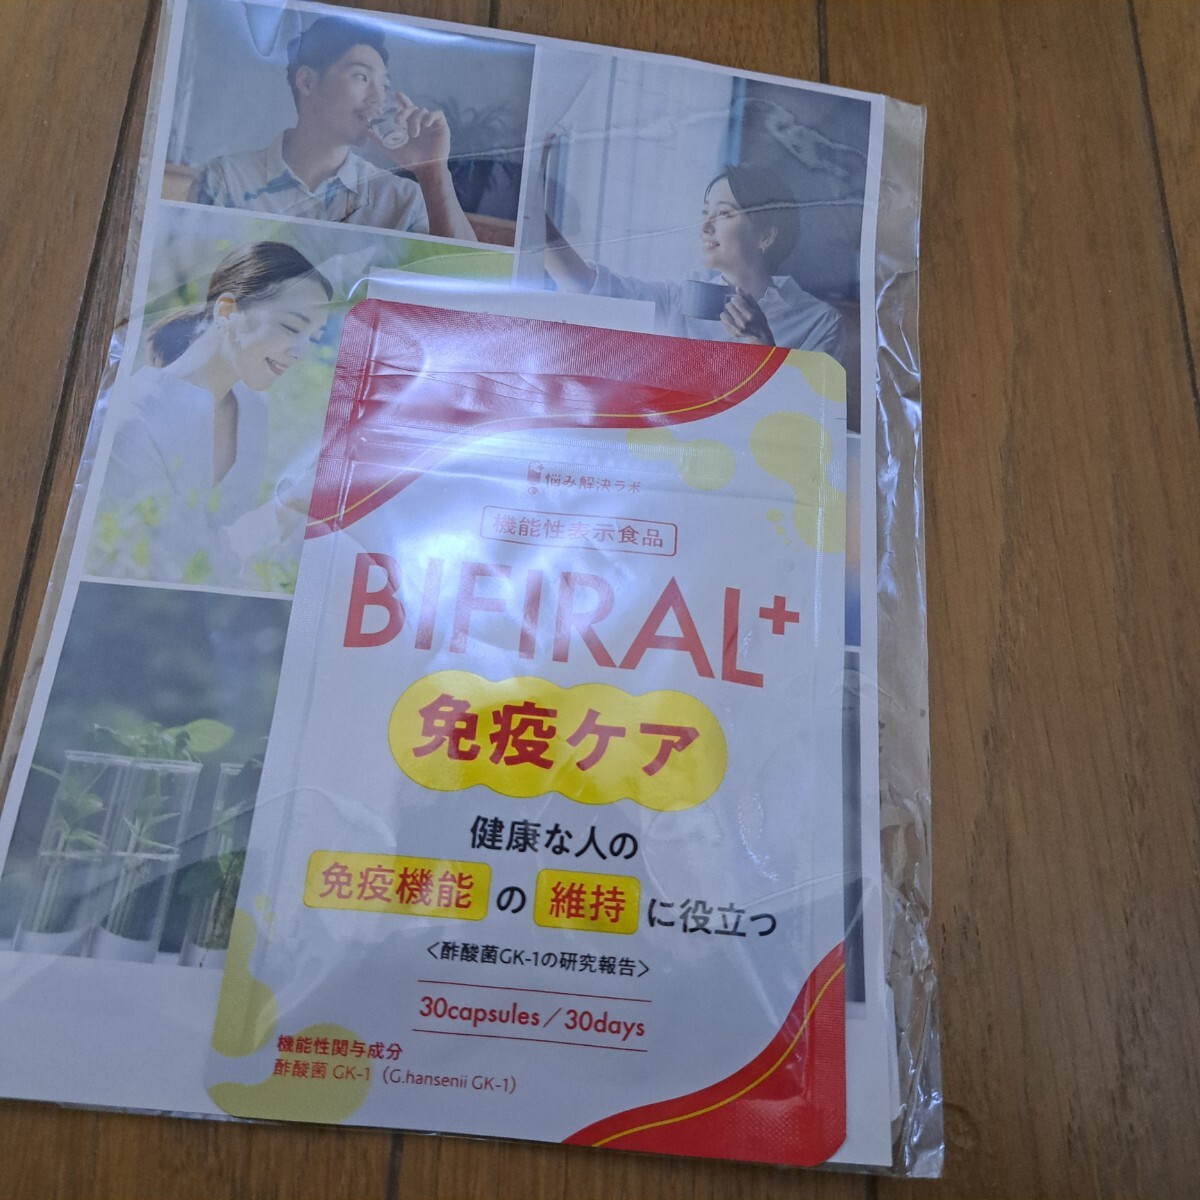 悩み解決ラボ
機能性表示食品
BIFIRAL+
免疫ケア
健康な人の
免疫機能の維持に役立つ
<酢酸菌GK-1の研究報告>
30capsules/30days
機能性関与成分
酢酸菌 GK-1 (G.hansenii GK-1)